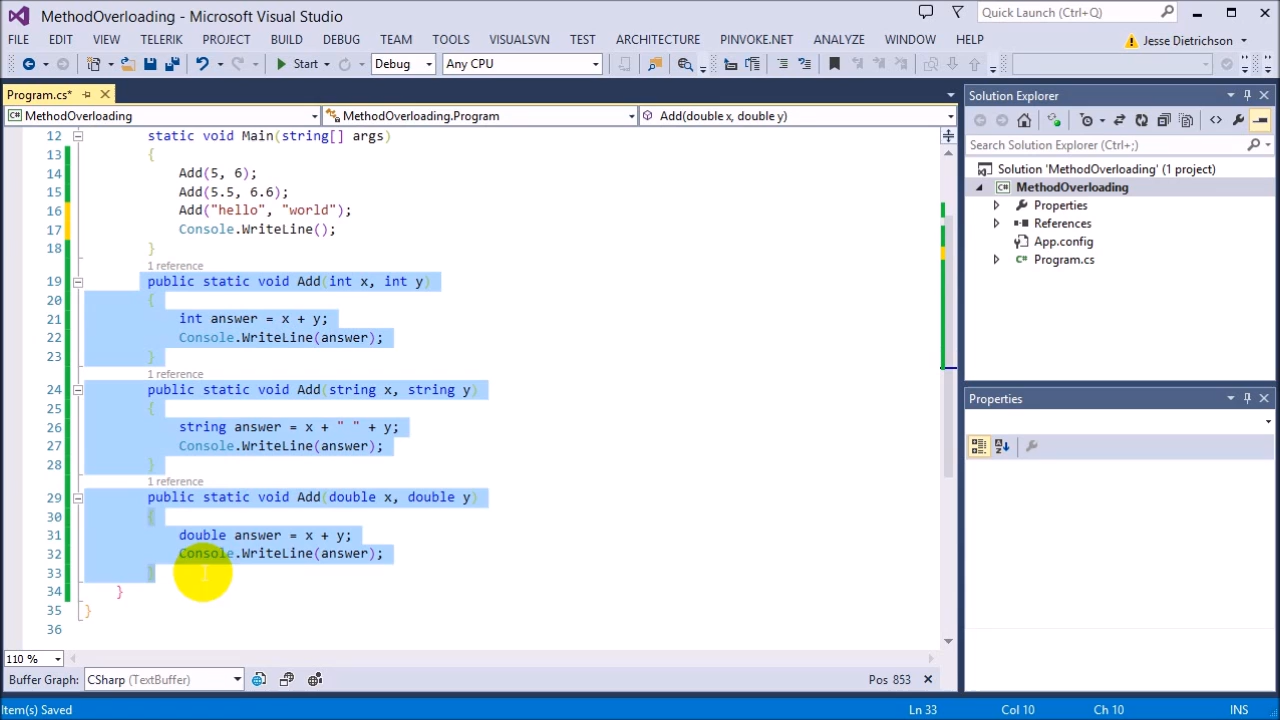 MethodOverloading - Microsoft Visual Studio
Quick Launch (Ctrl+Q)
FILE EDIT VIEW TELERIK PROJECT BUILD DEBUG TEAM TOOLS VISUALSVN TEST ARCHITECTURE PINVOKE.NET ANALYZE WINDOW HELP Jesse Dietrichson
Start Debug Any CPU
Program.cs*
MethodOverloading MethodOverloading.Program Add(double x, double y)
12 static void Main(string[] args)
13 {
14 Add(5, 6);
15 Add(5.5, 6.6);
16 Add("hello", "world");
17 Console.WriteLine();
18 }
1 reference
19 public static void Add(int x, int y)
20 {
21 int answer = x + y;
22 Console.WriteLine(answer);
23 }
1 reference
24 public static void Add(string x, string y)
25 {
26 string answer = x + " " + y;
27 Console.WriteLine(answer);
28 }
1 reference
29 public static void Add(double x, double y)
30 {
31 double answer = x + y;
32 Console.WriteLine(answer);
33 }
34 }
35 }
36
110 %
Buffer Graph: CSharp (TextBuffer) Pos 853
Solution Explorer
Search Solution Explorer (Ctrl+;)
Solution 'MethodOverloading' (1 project)
C# MethodOverloading
Properties
References
App.config
C# Program.cs
Properties
Item(s) Saved Ln 33 Col 10 Ch 10 INS